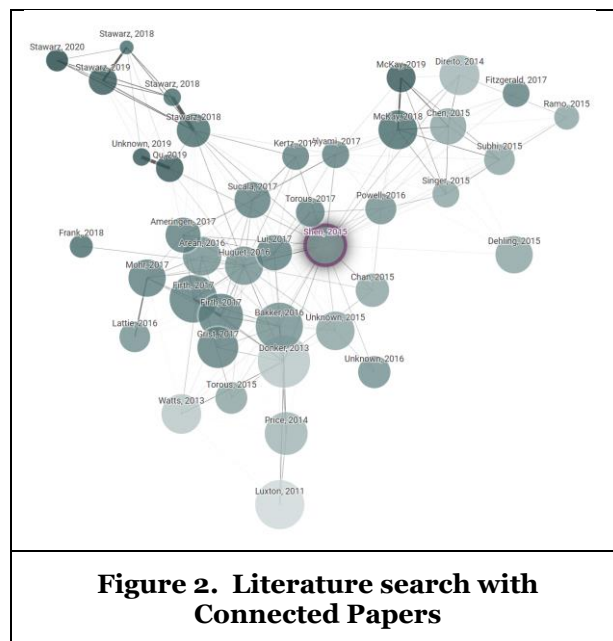 Stawarz, 2018
Stawarz, 2020
Stawarz, 2019
Stawarz, 2018
Stawarz, 2018
Unknown, 2019
Qu, 2019
McKay, 2019
Direito, 2014
Fitzgerald, 2017
Ramo, 2015
McKay, 2018
Chen, 2015
Subhi, 2015
Singer, 2015
Kertz, 2017
Alyami, 2017
Sucala, 2017
Torous, 2017
Powell, 2016
Shen, 2015
Dehling, 2015
Ameringen, 2017
Frank, 2018
Arean, 2016
Huguet, 2016
Lui, 2017
Mohr, 2017
Chan, 2015
Firth, 2017
Firth, 2017
Bakker, 2016
Unknown, 2015
Lattie, 2016
Grist, 2017
Donker, 2013
Unknown, 2016
Watts, 2013
Torous, 2015
Price, 2014
Luxton, 2011
Figure 2. Literature search with
Connected Papers